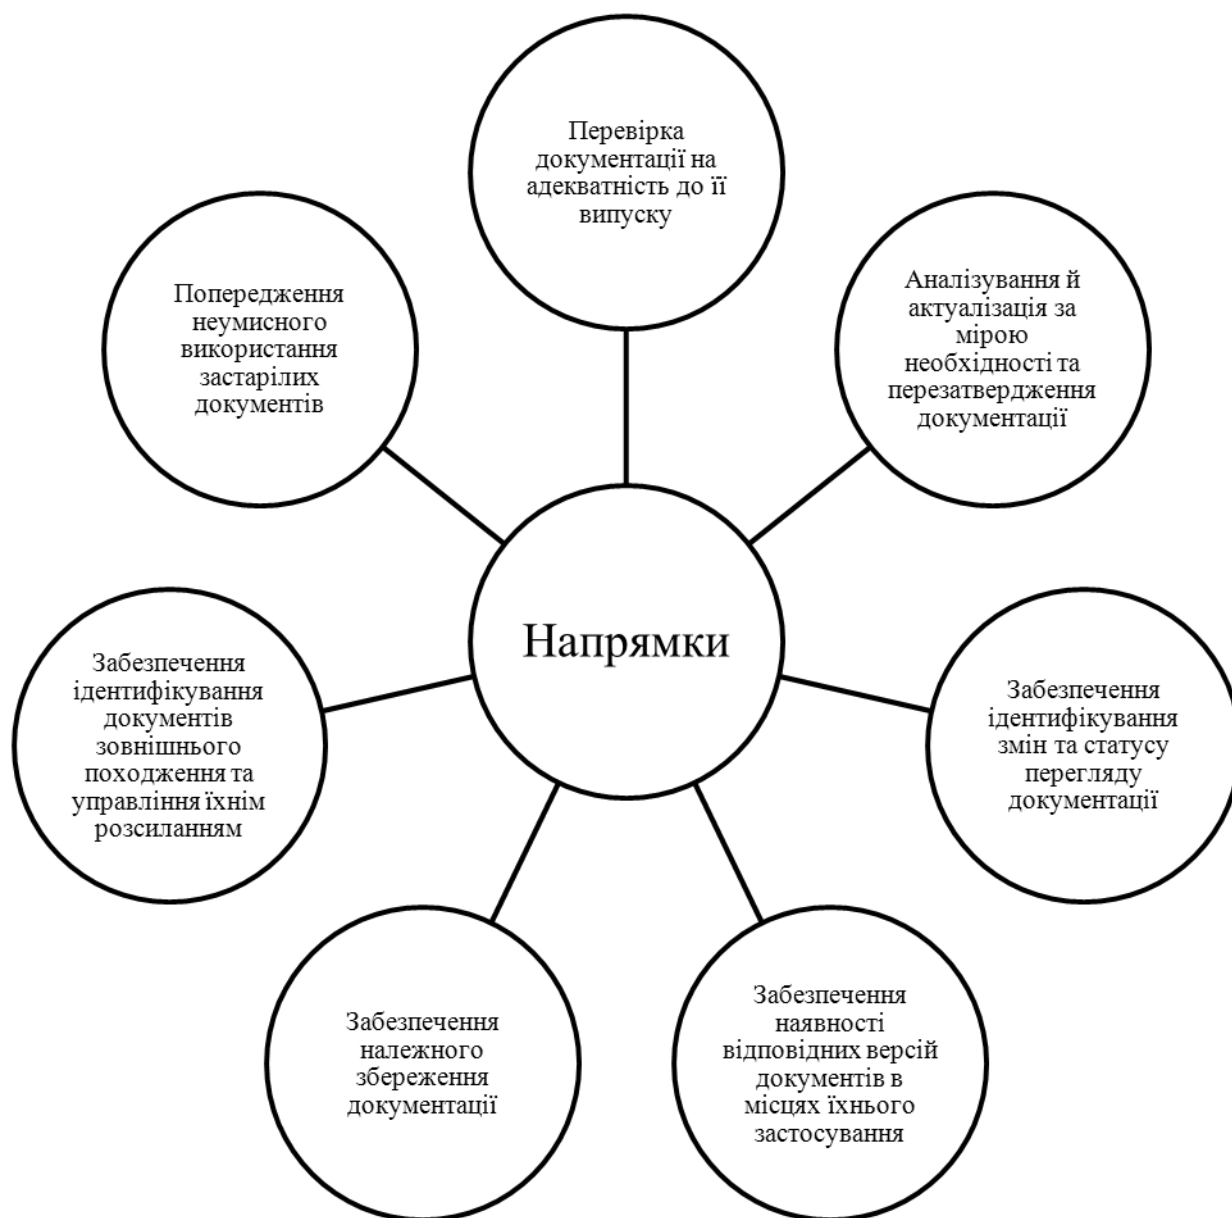 Перевірка
документації на
адекватність до її
випуску
Аналізування й
актуалізація за
мірою
необхідності та
перезатвердження
документації
Забезпечення
ідентифікування
змін та статусу
перегляду
документації
Забезпечення
наявності
відповідних версій
документів в
місцях їхнього
застосування
Забезпечення
належного
збереження
документації
Забезпечення
ідентифікування
документів
зовнішнього
походження та
управління їхнім
розсиланням
Попередження
неумисного
використання
застарілих
документів
Напрямки